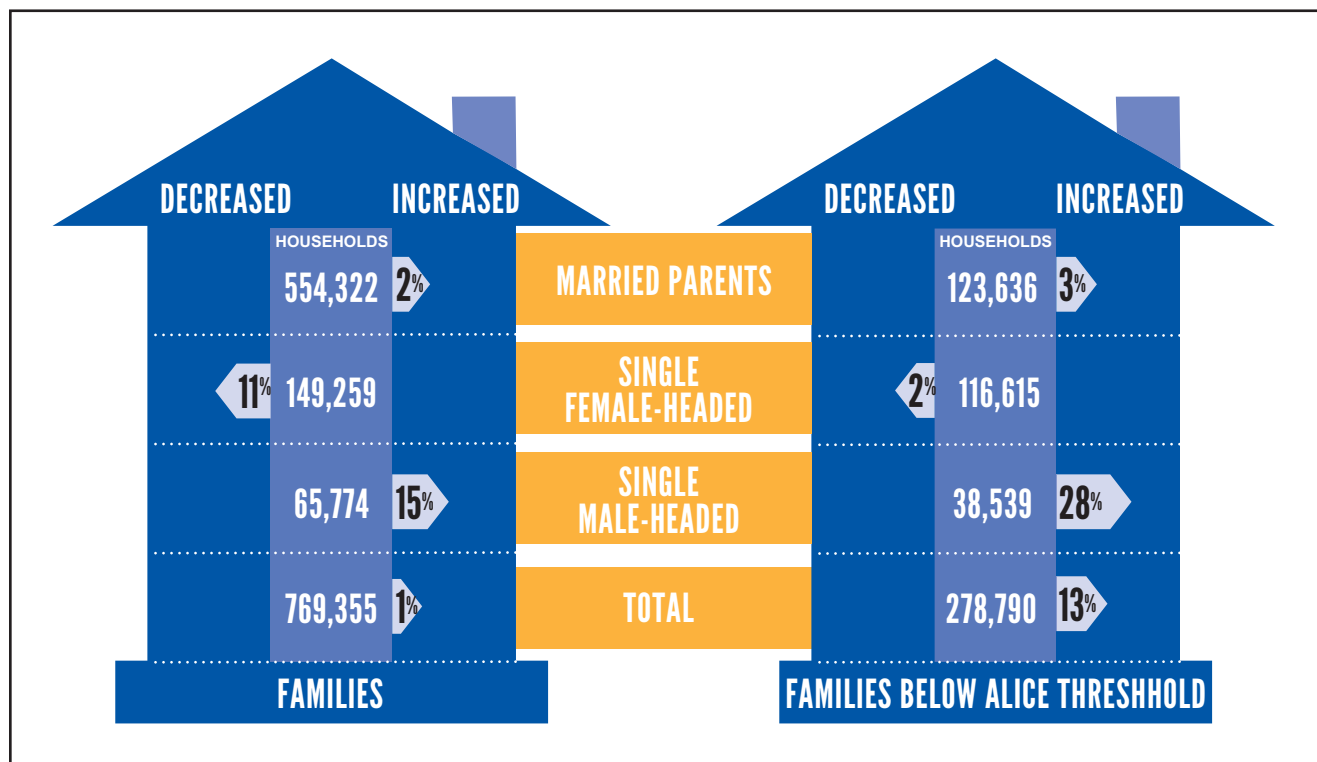 DECREASED INCREASED
HOUSEHOLDS
554,322 2%
11% 149,259
65,774 15%
769,355 1%
FAMILIES
MARRIED PARENTS
SINGLE
FEMALE-HEADED
SINGLE
MALE-HEADED
TOTAL
DECREASED INCREASED
HOUSEHOLDS
123,636 3%
2% 116,615
38,539 28%
278,790 13%
FAMILIES BELOW ALICE THRESHHOLD